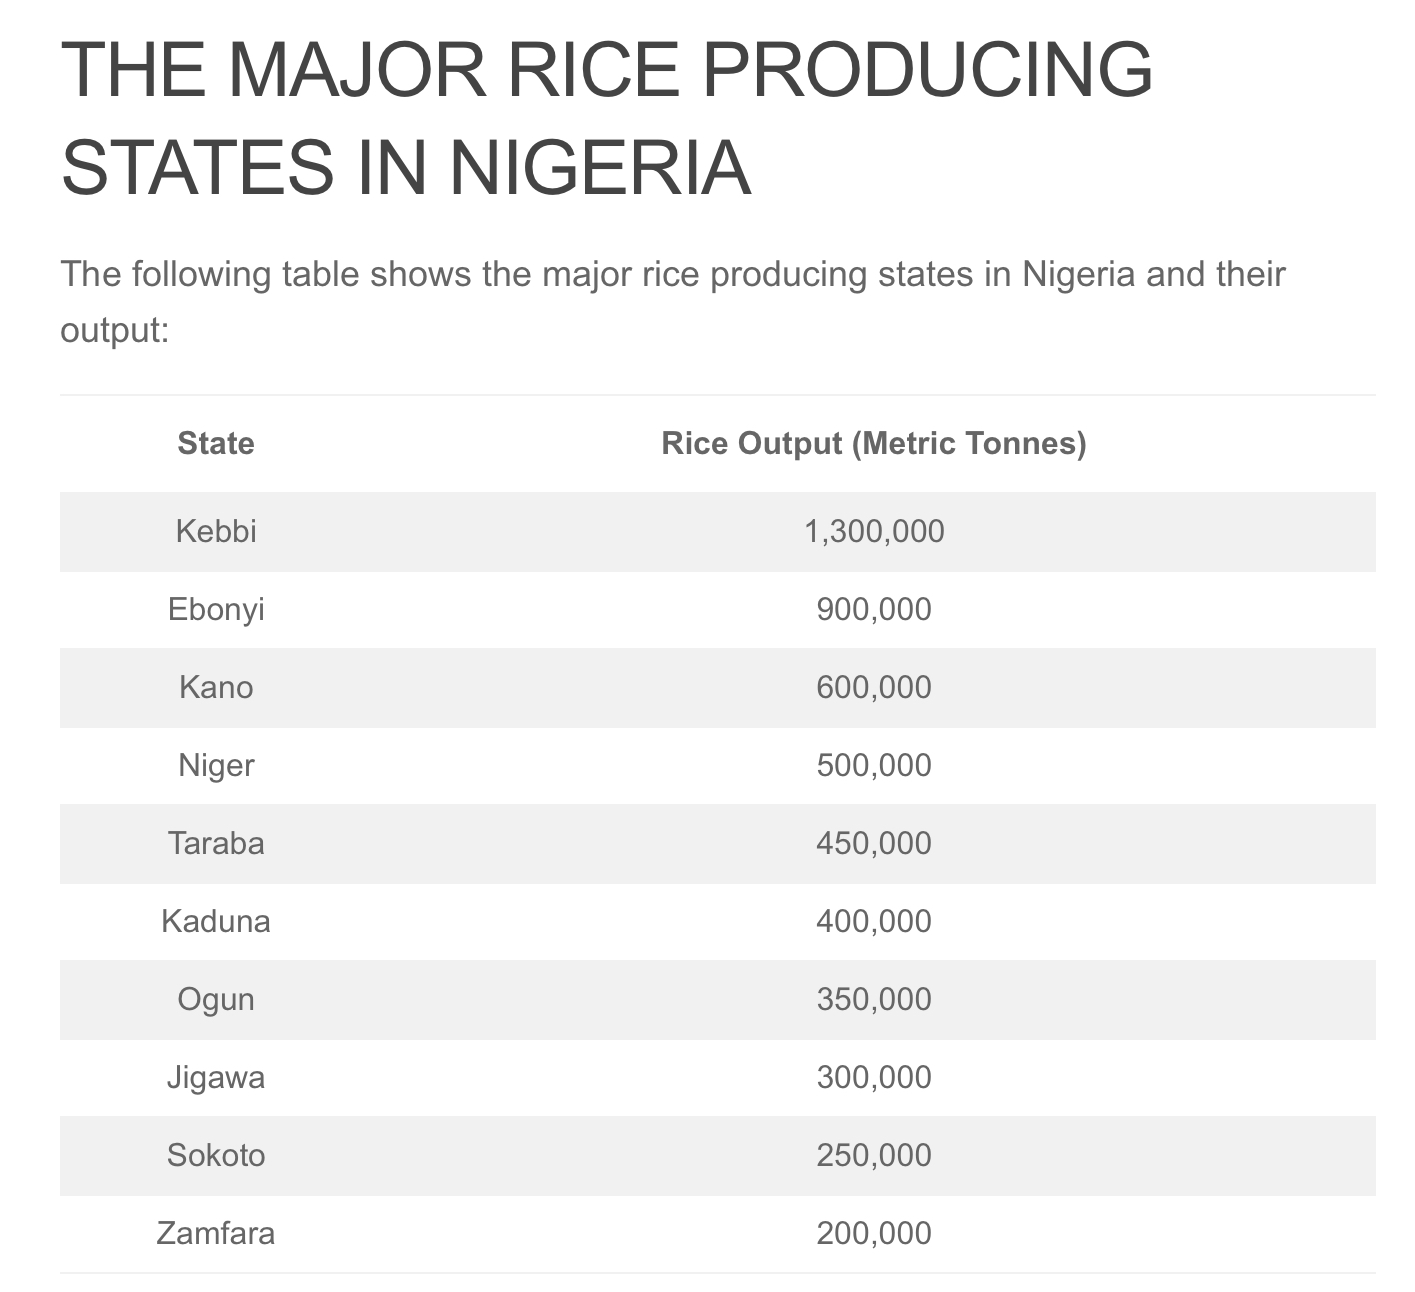 THE MAJOR RICE PRODUCING
STATES IN NIGERIA
The following table shows the major rice producing states in Nigeria and their
output:
State Rice Output (Metric Tonnes)
Kebbi 1,300,000
Ebonyi 900,000
Kano 600,000
Niger 500,000
Taraba 450,000
Kaduna 400,000
Ogun 350,000
Jigawa 300,000
Sokoto 250,000
Zamfara 200,000